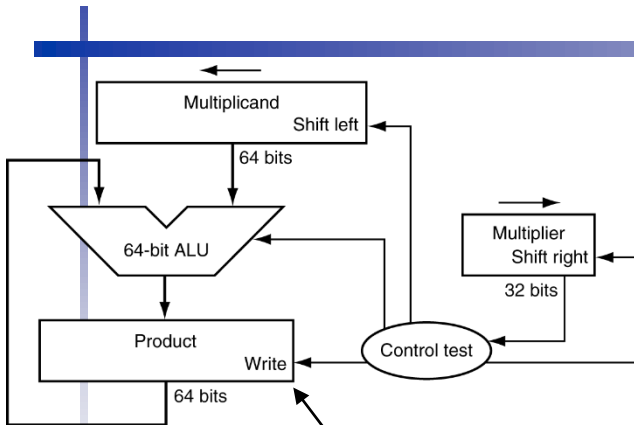 Multiplicand
Shift left
64 bits
64-bit ALU
Multiplier
Shift right
32 bits
Product
Write
Control test
64 bits